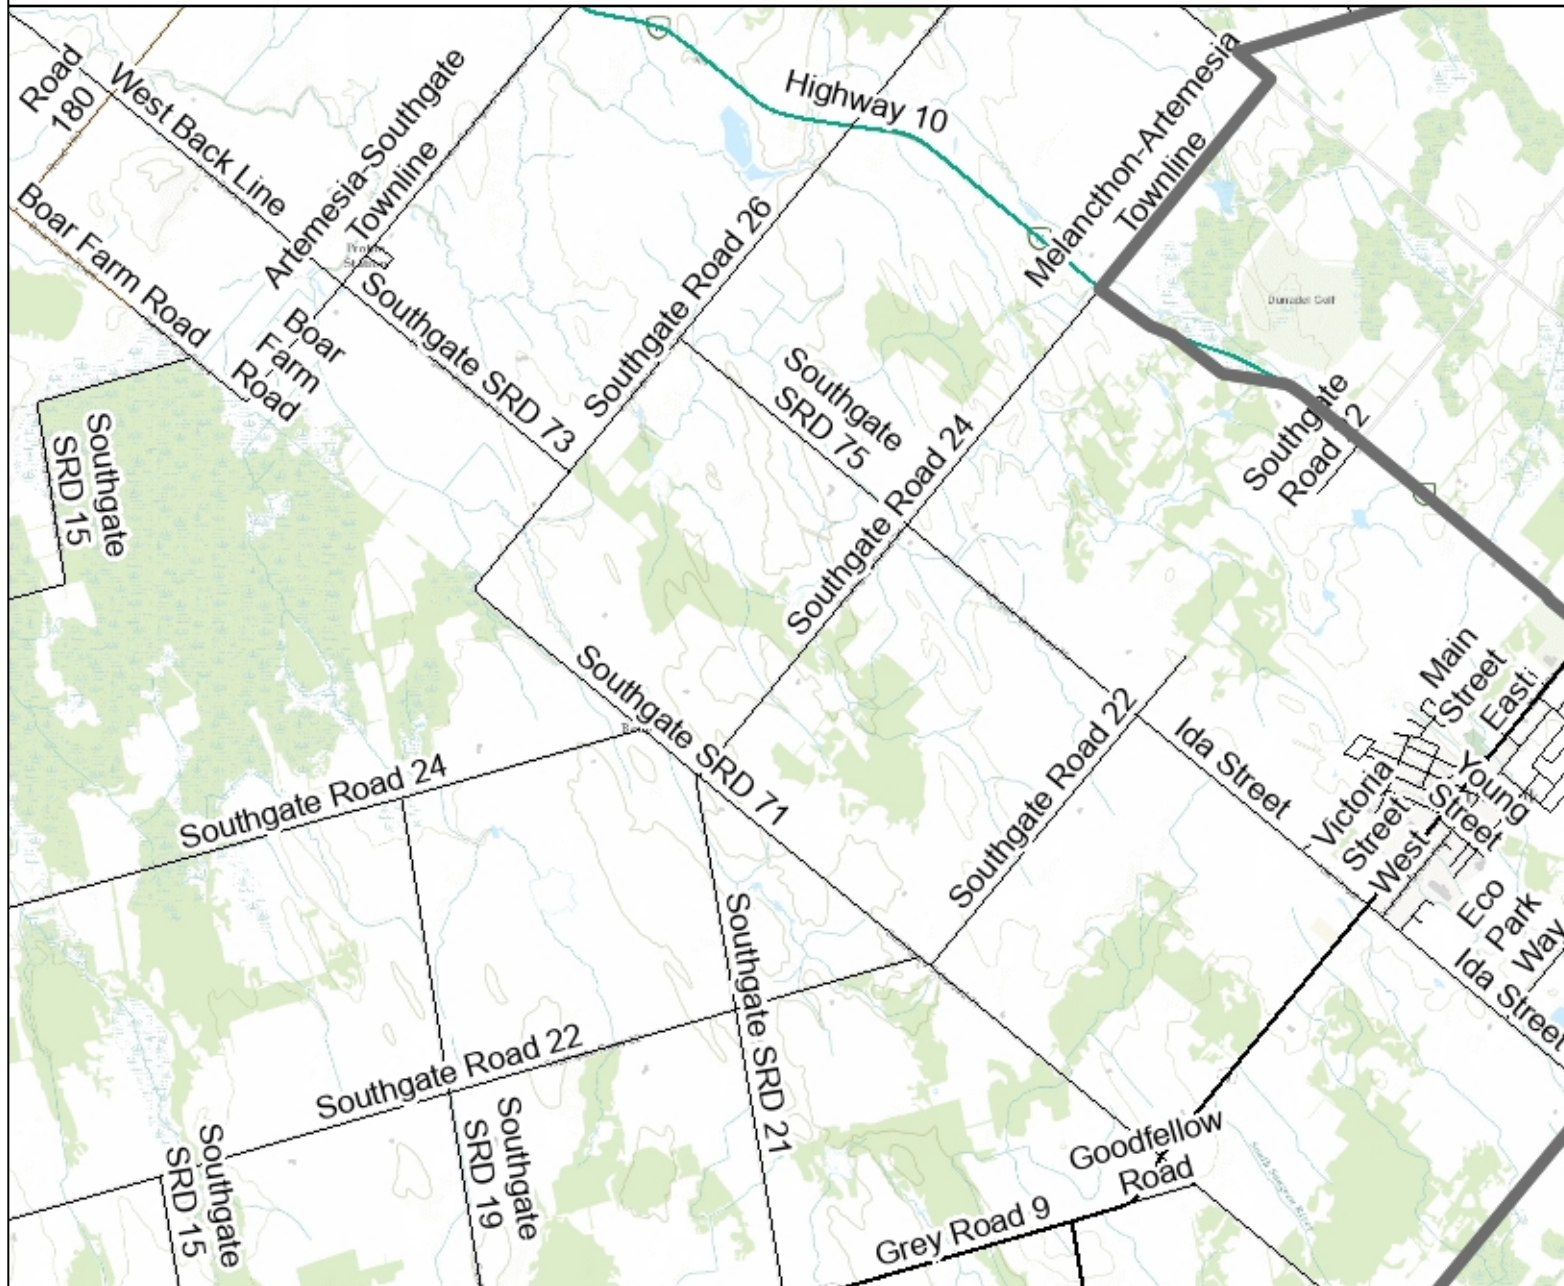 Road
180
West Back Line
Artemesia-Southgate
Townline
Highway 10
Melancthon-Artemesia
Townline
Boar Farm Road
Southgate Road 26
Boar
Farm
Road
Southgate SRD 73
Dundalk Golf
Southgate
SRD 75
Southgate
Southgate
SRD 15
Southgate Road 24
Southgate SRD 71
Main
Street
East
Southgate Road 22
Ida Street
Young
Street
Victoria
Street
West
Southgate Road 24
Eco
Park
Way
Southgate SRD 21
Ida Street
Southgate Road 22
Southgate
SRD 15
Southgate
SRD 19
Goodfellow
Road
Grey Road 9